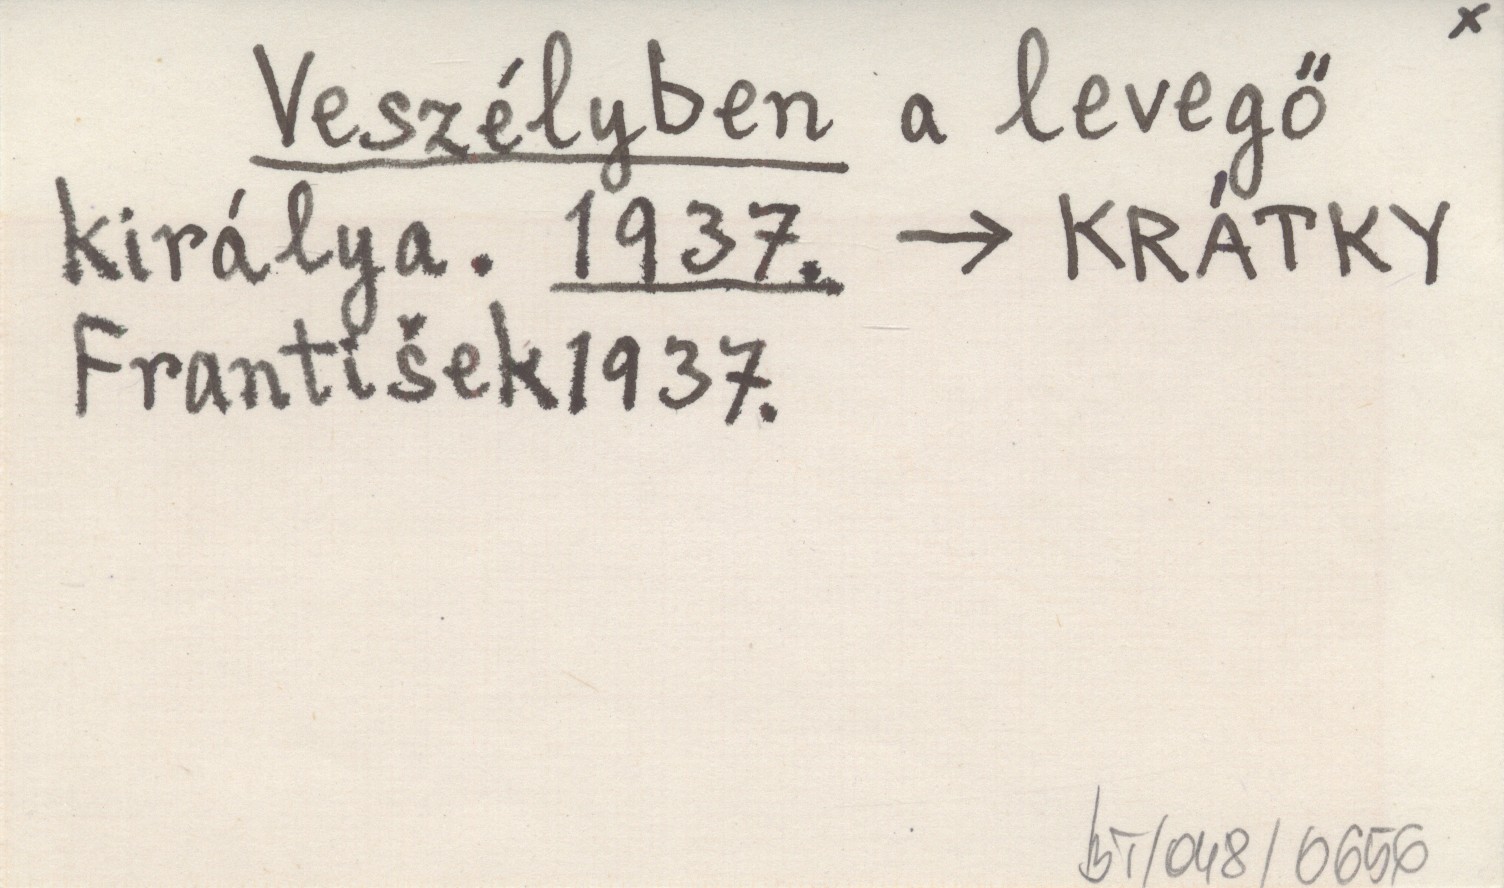 x
Veszélyben a levegő
királya. 1937. → KRÁTKY
František 1937.
BT/048/0656